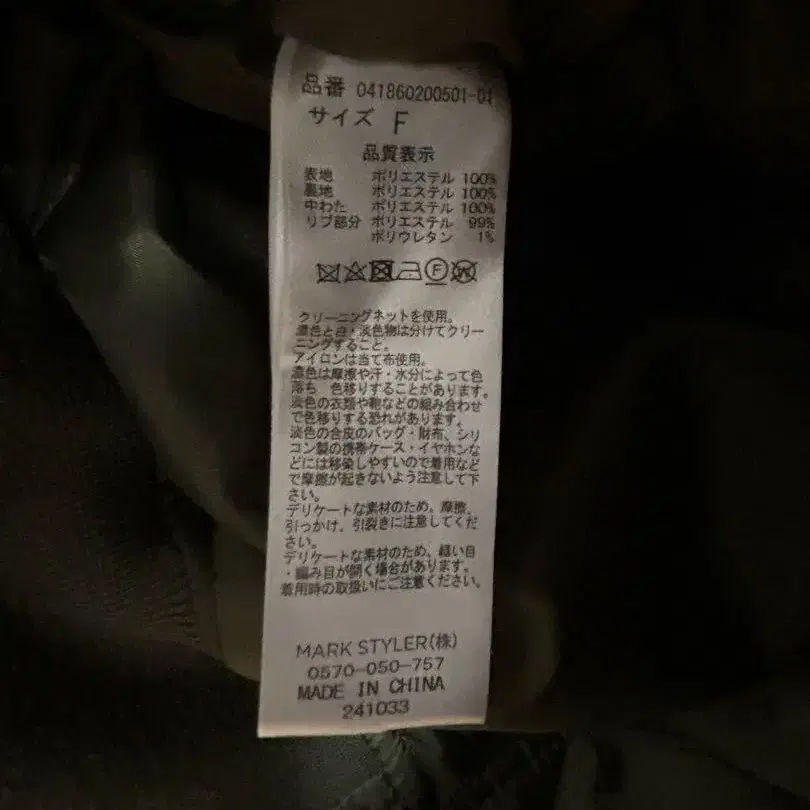 品番 041860200501-01
サイズ F
品質表示
表地 ポリエステル 100%
裏地 ポリエステル 100%
中わた ポリエステル 100%
リブ部分 ポリエステル 99%
ポリウレタン 1%
クリーニングネットを使用。
濃色と白・淡色物は分けてクリー
ニングすること。
アイロンは当て布使用。
濃色は摩擦や汗・水分によって色
落ち 色移りすることがあります。
淡色の衣類や鞄などの組み合わせ
で色移りする恐れがあります。
淡色の合皮のバッグ・財布、シリ
コン製の携帯ケース・イヤホンな
どには移染しやすいので着用など
で摩擦が起きないよう注意して下
さい。
デリケートな素材のため、摩擦、
引っかけ、引裂きに注意してくだ
さい。
デリケートな素材のため、縫い目
・編み目が開く場合があります。
着用時の取扱いにご注意ください。
MARK STYLER(株)
0570-050-757
MADE IN CHINA
241033